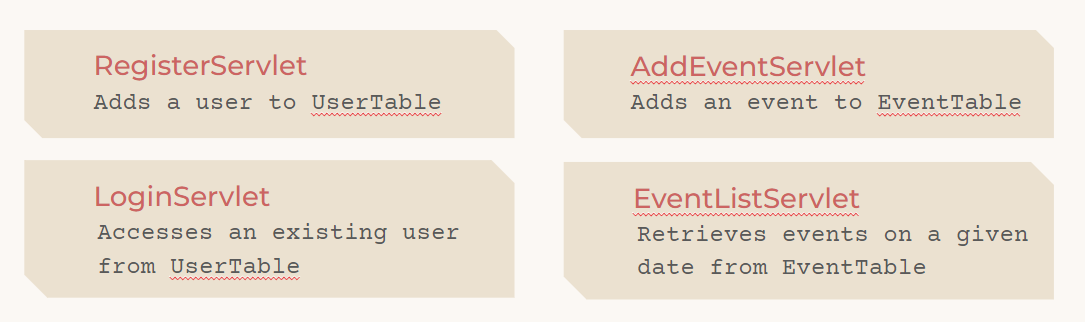 RegisterServlet
Adds a user to UserTable
AddEventServlet
Adds an event to EventTable
LoginServlet
Accesses an existing user
from UserTable
EventListServlet
Retrieves events on a given
date from EventTable